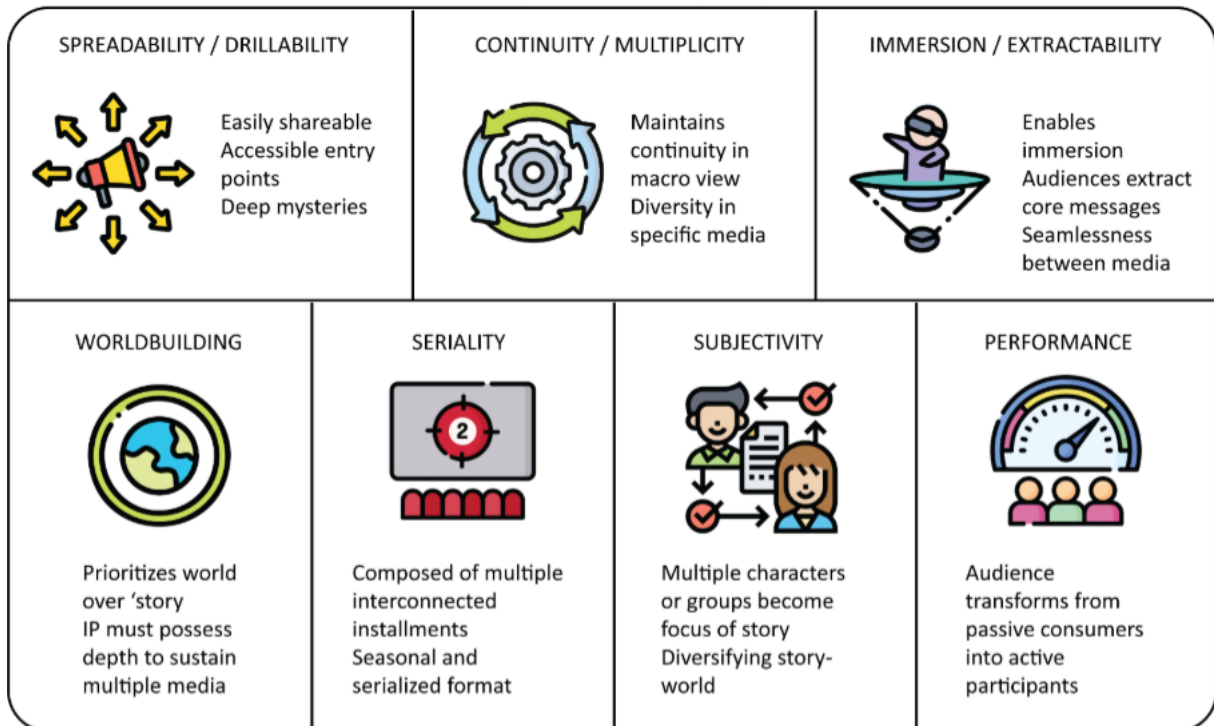 SPREADABILITY / DRILLABILITY
Easily shareable
Accessible entry
points
Deep mysteries
CONTINUITY / MULTIPLICITY
Maintains
continuity in
macro view
Diversity in
specific media
IMMERSION / EXTRACTABILITY
Enables
immersion
Audiences extract
core messages
Seamlessness
between media
WORLDBUILDING
Prioritizes world
over ‘story
IP must possess
depth to sustain
multiple media
SERIALITY
2
Composed of multiple
interconnected
installments
Seasonal and
serialized format
SUBJECTIVITY
Multiple characters
or groups become
focus of story
Diversifying story-
world
PERFORMANCE
Audience
transforms from
passive consumers
into active
participants